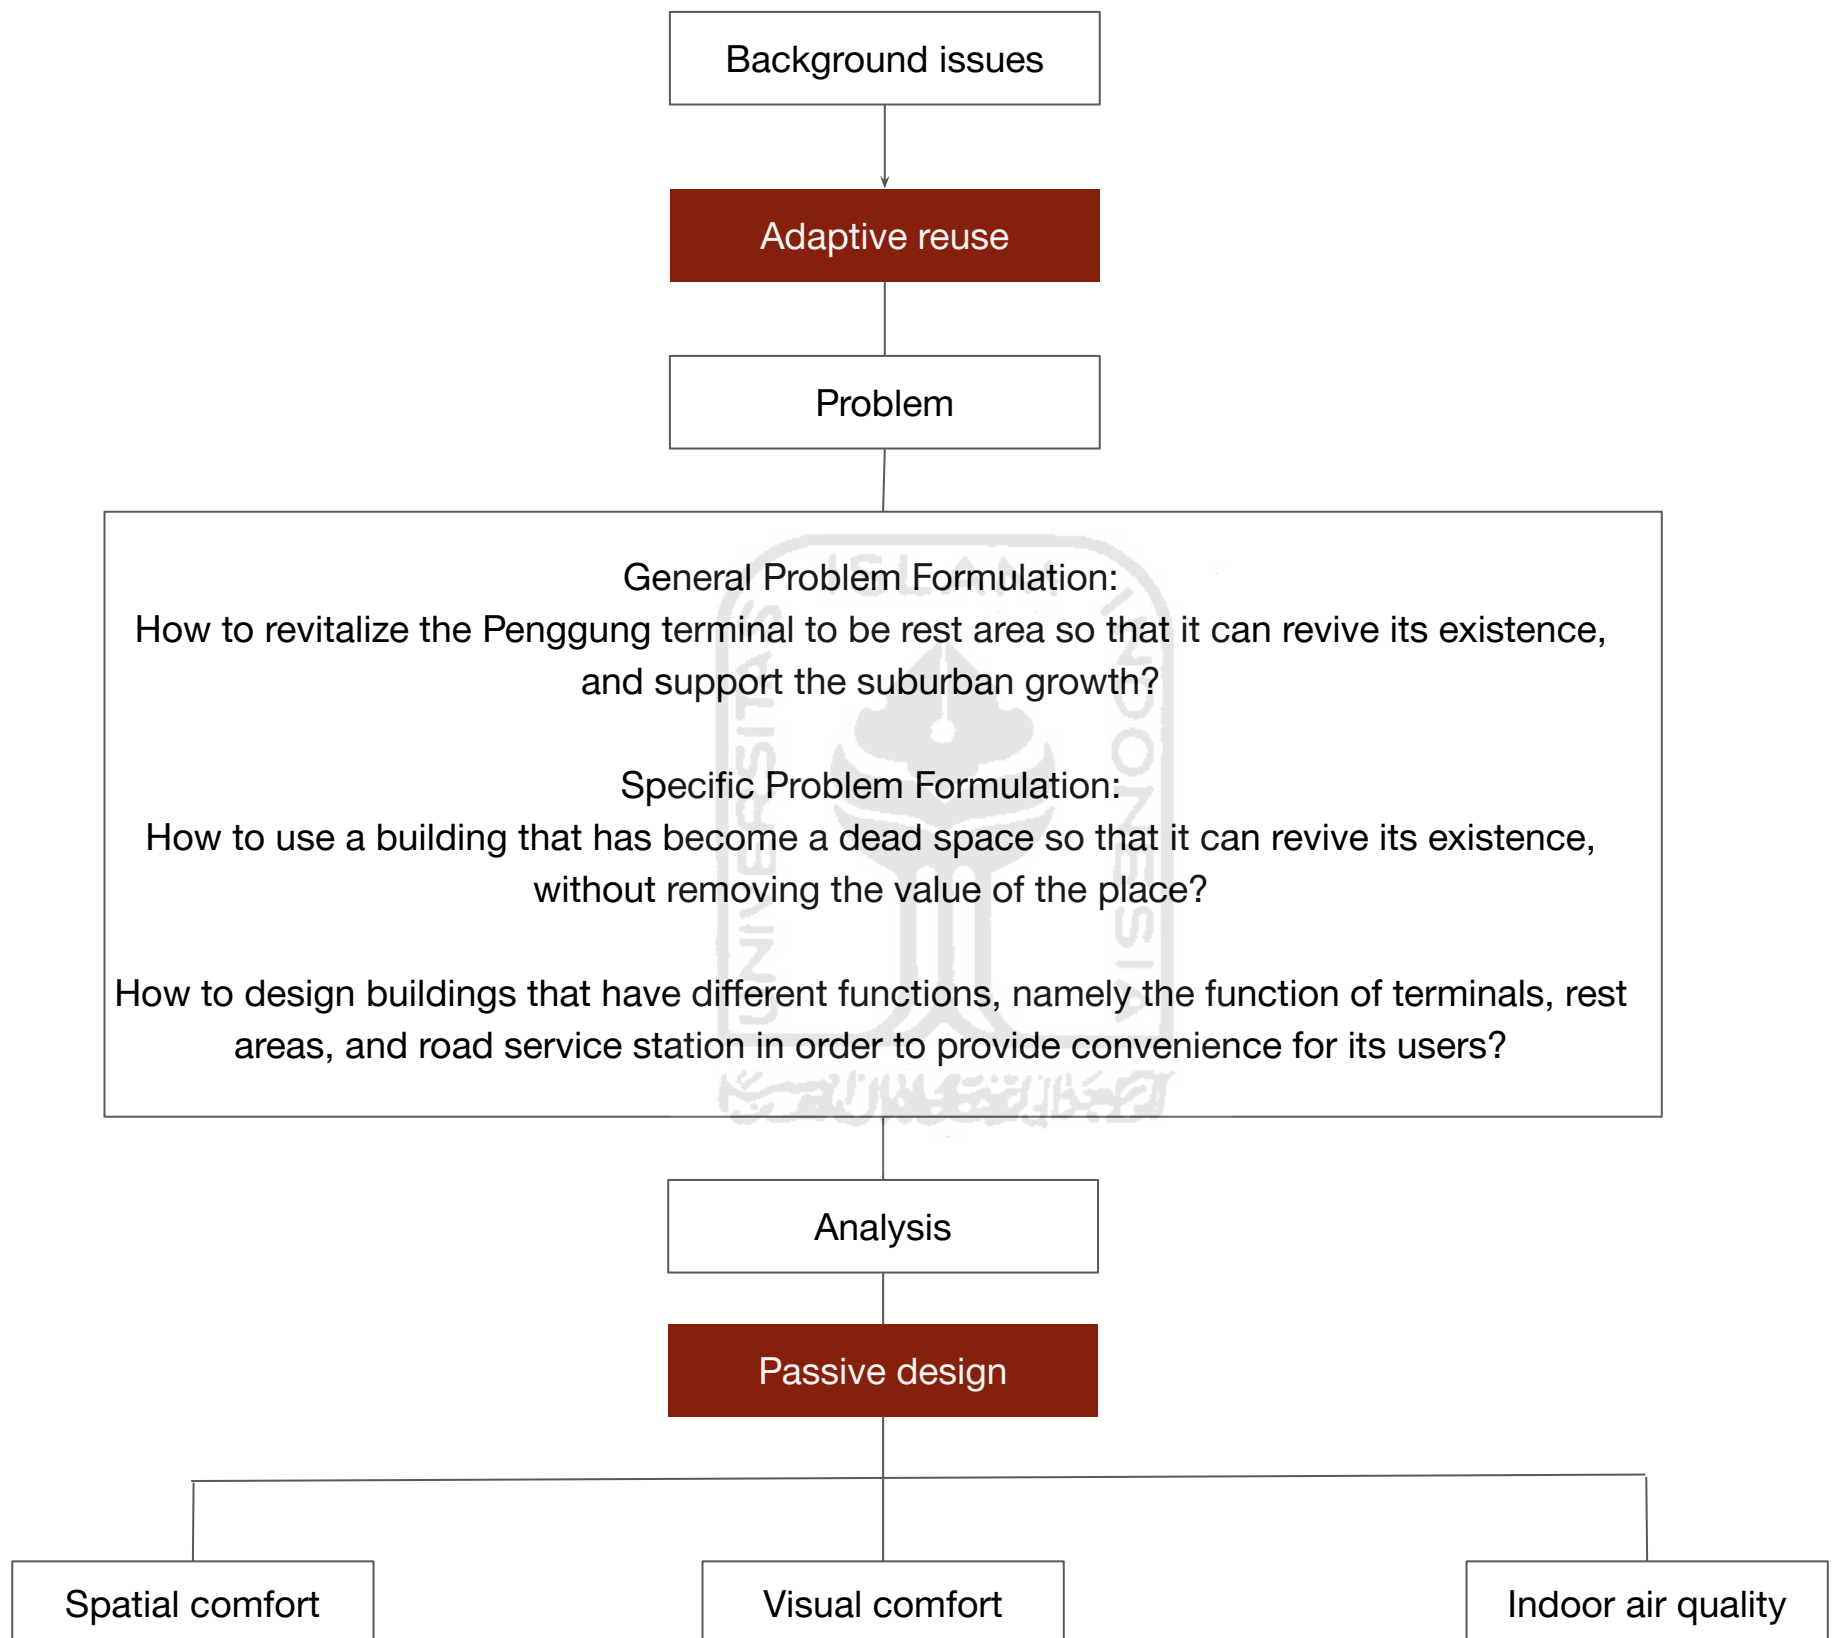 Background issues
Adaptive reuse
Problem
General Problem Formulation:
How to revitalize the Penggung terminal to be rest area so that it can revive its existence,
and support the suburban growth?
Specific Problem Formulation:
How to use a building that has become a dead space so that it can revive its existence,
without removing the value of the place?
How to design buildings that have different functions, namely the function of terminals, rest
areas, and road service station in order to provide convenience for its users?
UNIVERSITAS
ISLAM
INDONESIA
Analysis
Passive design
Spatial comfort
Visual comfort
Indoor air quality